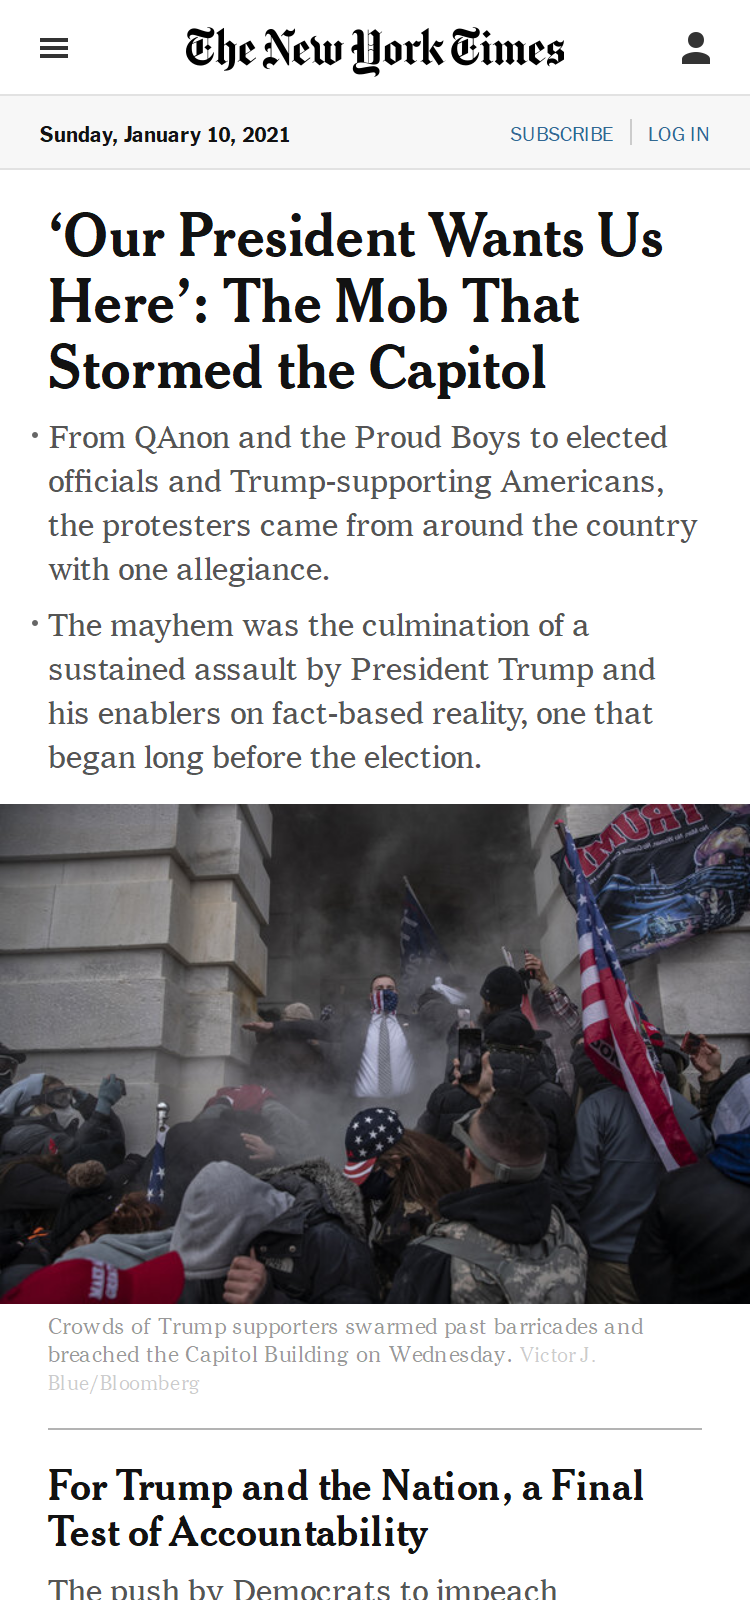 The New York Times
Sunday, January 10, 2021
SUBSCRIBE
LOG IN
‘Our President Wants Us
Here’: The Mob That
Stormed the Capitol
• From QAnon and the Proud Boys to elected
officials and Trump-supporting Americans,
the protesters came from around the country
with one allegiance.
• The mayhem was the culmination of a
sustained assault by President Trump and
his enablers on fact-based reality, one that
began long before the election.
TRUMP
Crowds of Trump supporters swarmed past barricades and
breached the Capitol Building on Wednesday. Victor J.
Blue/Bloomberg
For Trump and the Nation, a Final
Test of Accountability
The push by Democrats to impeach